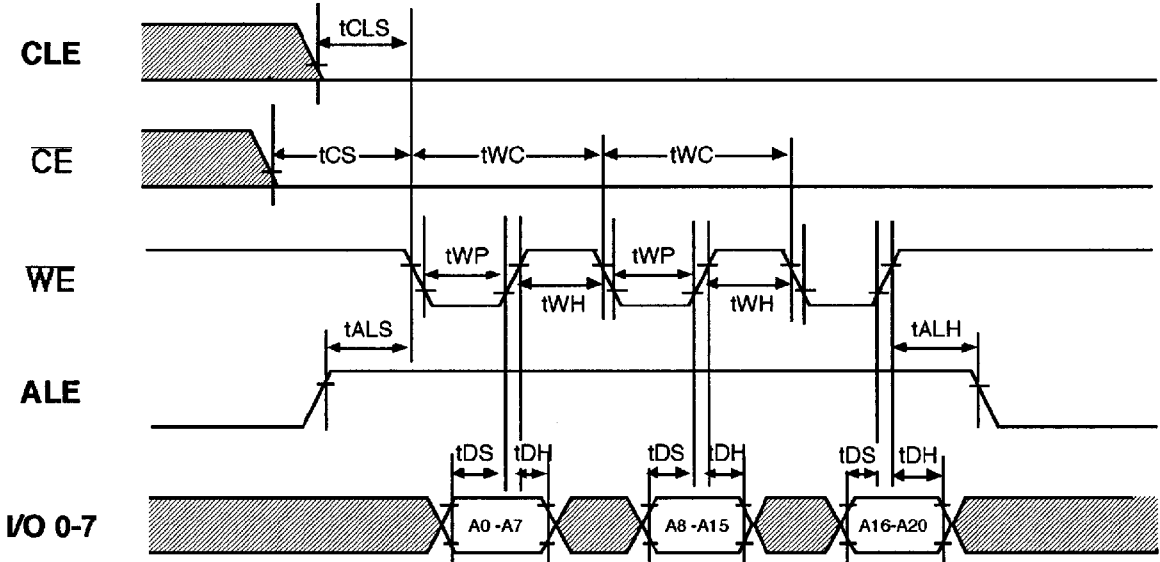 CLE
tCLS
CE
tCS
tWC
tWC
WE
tWP
tWP
tWH
tWH
tALS
tALH
ALE
tDS
tDH
tDS
tDH
tDS
tDH
I/O 0-7
A0 -A7
A8 -A15
A16-A20